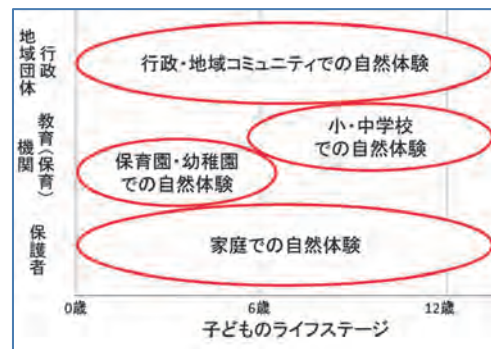 行政
地域団体
行政・地域コミュニティでの自然体験
教育(保育)
機関
小・中学校
での自然体験
保育園・幼稚園
での自然体験
保護者
家庭での自然体験
0歳
6歳
12歳
子どものライフステージ